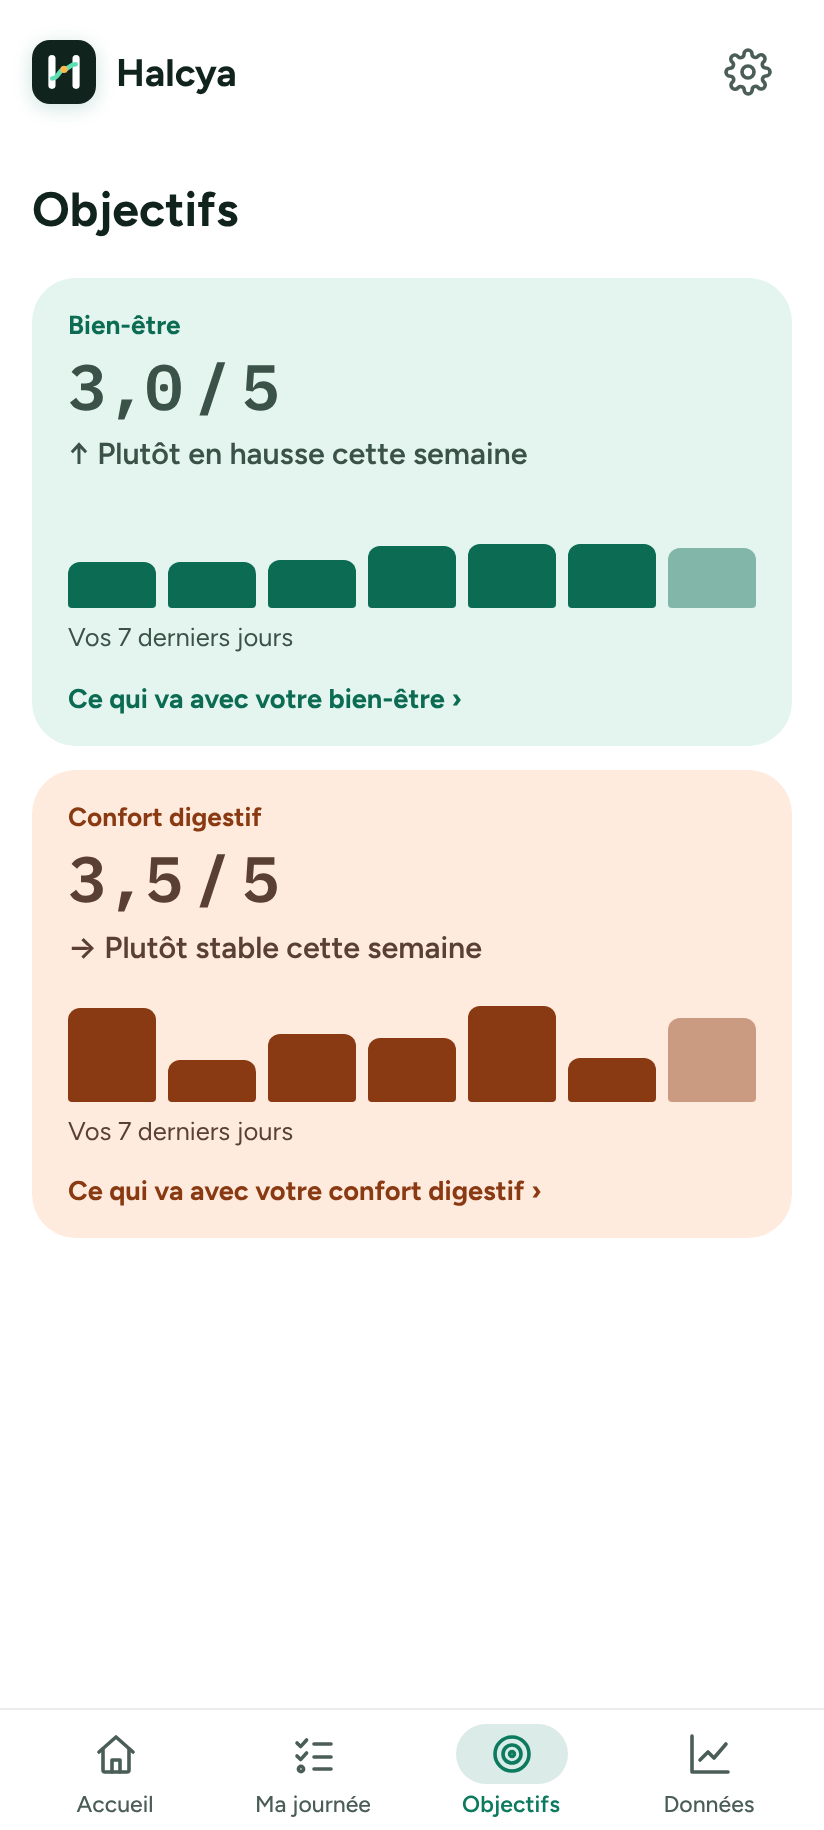 Halcya
Objectifs
Bien-être
3,0/5
↑ Plutôt en hausse cette semaine
Vos 7 derniers jours
Ce qui va avec votre bien-être ›
Confort digestif
3,5/5
→ Plutôt stable cette semaine
Vos 7 derniers jours
Ce qui va avec votre confort digestif ›
Accueil
Ma journée
Objectifs
Données